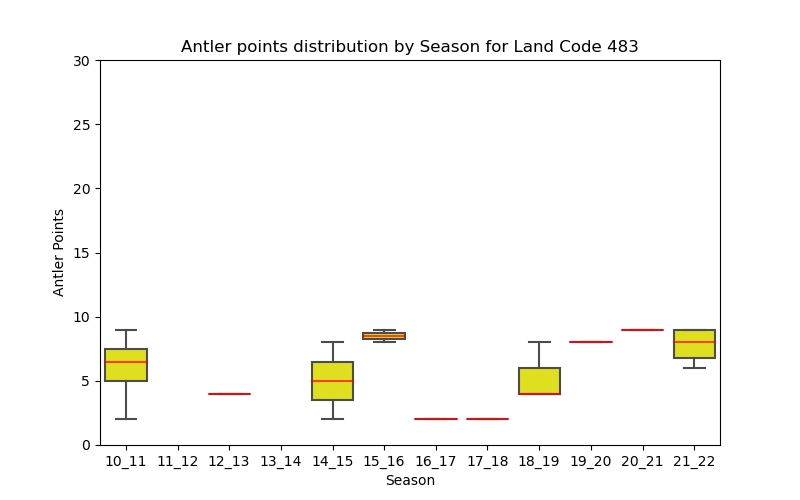 Antler points distribution by Season for Land Code 483
30
25
20
15
10
5
0
Antler Points
10_11 11_12 12_13 13_14 14_15 15_16 16_17 17_18 18_19 19_20 20_21 21_22
Season